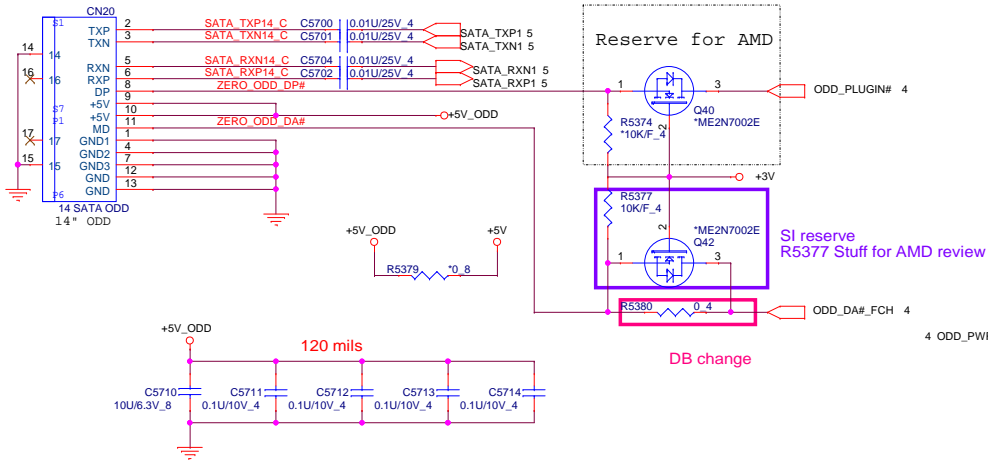 CN20
S1
TXP 2 SATA_TXP14_C C5700 0.01U/25V_4 SATA_TXP1 5
TXN 3 SATA_TXN14_C C5701 0.01U/25V_4 SATA_TXN1 5
14 14
RXN 5 SATA_RXN14_C C5704 0.01U/25V_4 SATA_RXN1 5
RXP 6 SATA_RXP14_C C5702 0.01U/25V_4 SATA_RXP1 5
16 16
DP 8 ZERO_ODD_DP#
+5V 9
S7
+5V 10 +5V_ODD
P1
MD 11 ZERO_ODD_DA#
17 17
GND1 1
GND2 4
15 15
GND3 7
GND 12
GND 13
P6
14 SATA ODD
14" ODD
Reserve for AMD
1 3 ODD_PLUGIN# 4
Q40
*ME2N7002E
2
R5374
*10K/F_4
+3V
R5377
10K/F_4
2
*ME2N7002E
Q42
1 3
SI reserve
R5377 Stuff for AMD review
R5380 0_4
ODD_DA#_FCH 4
DB change
4 ODD_PWR
+5V_ODD +5V
R5379 *0_8
+5V_ODD
120 mils
C5710
10U/6.3V_8
C5711
0.1U/10V_4
C5712
0.1U/10V_4
C5713
0.1U/10V_4
C5714
0.1U/10V_4